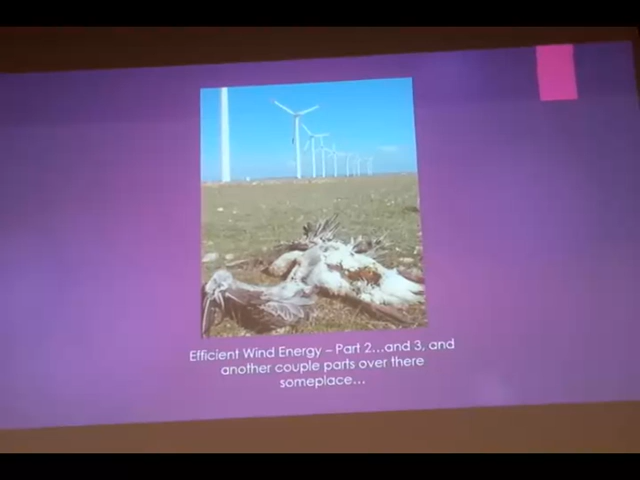 Efficient Wind Energy – Part 2...and 3, and
another couple parts over there
someplace...